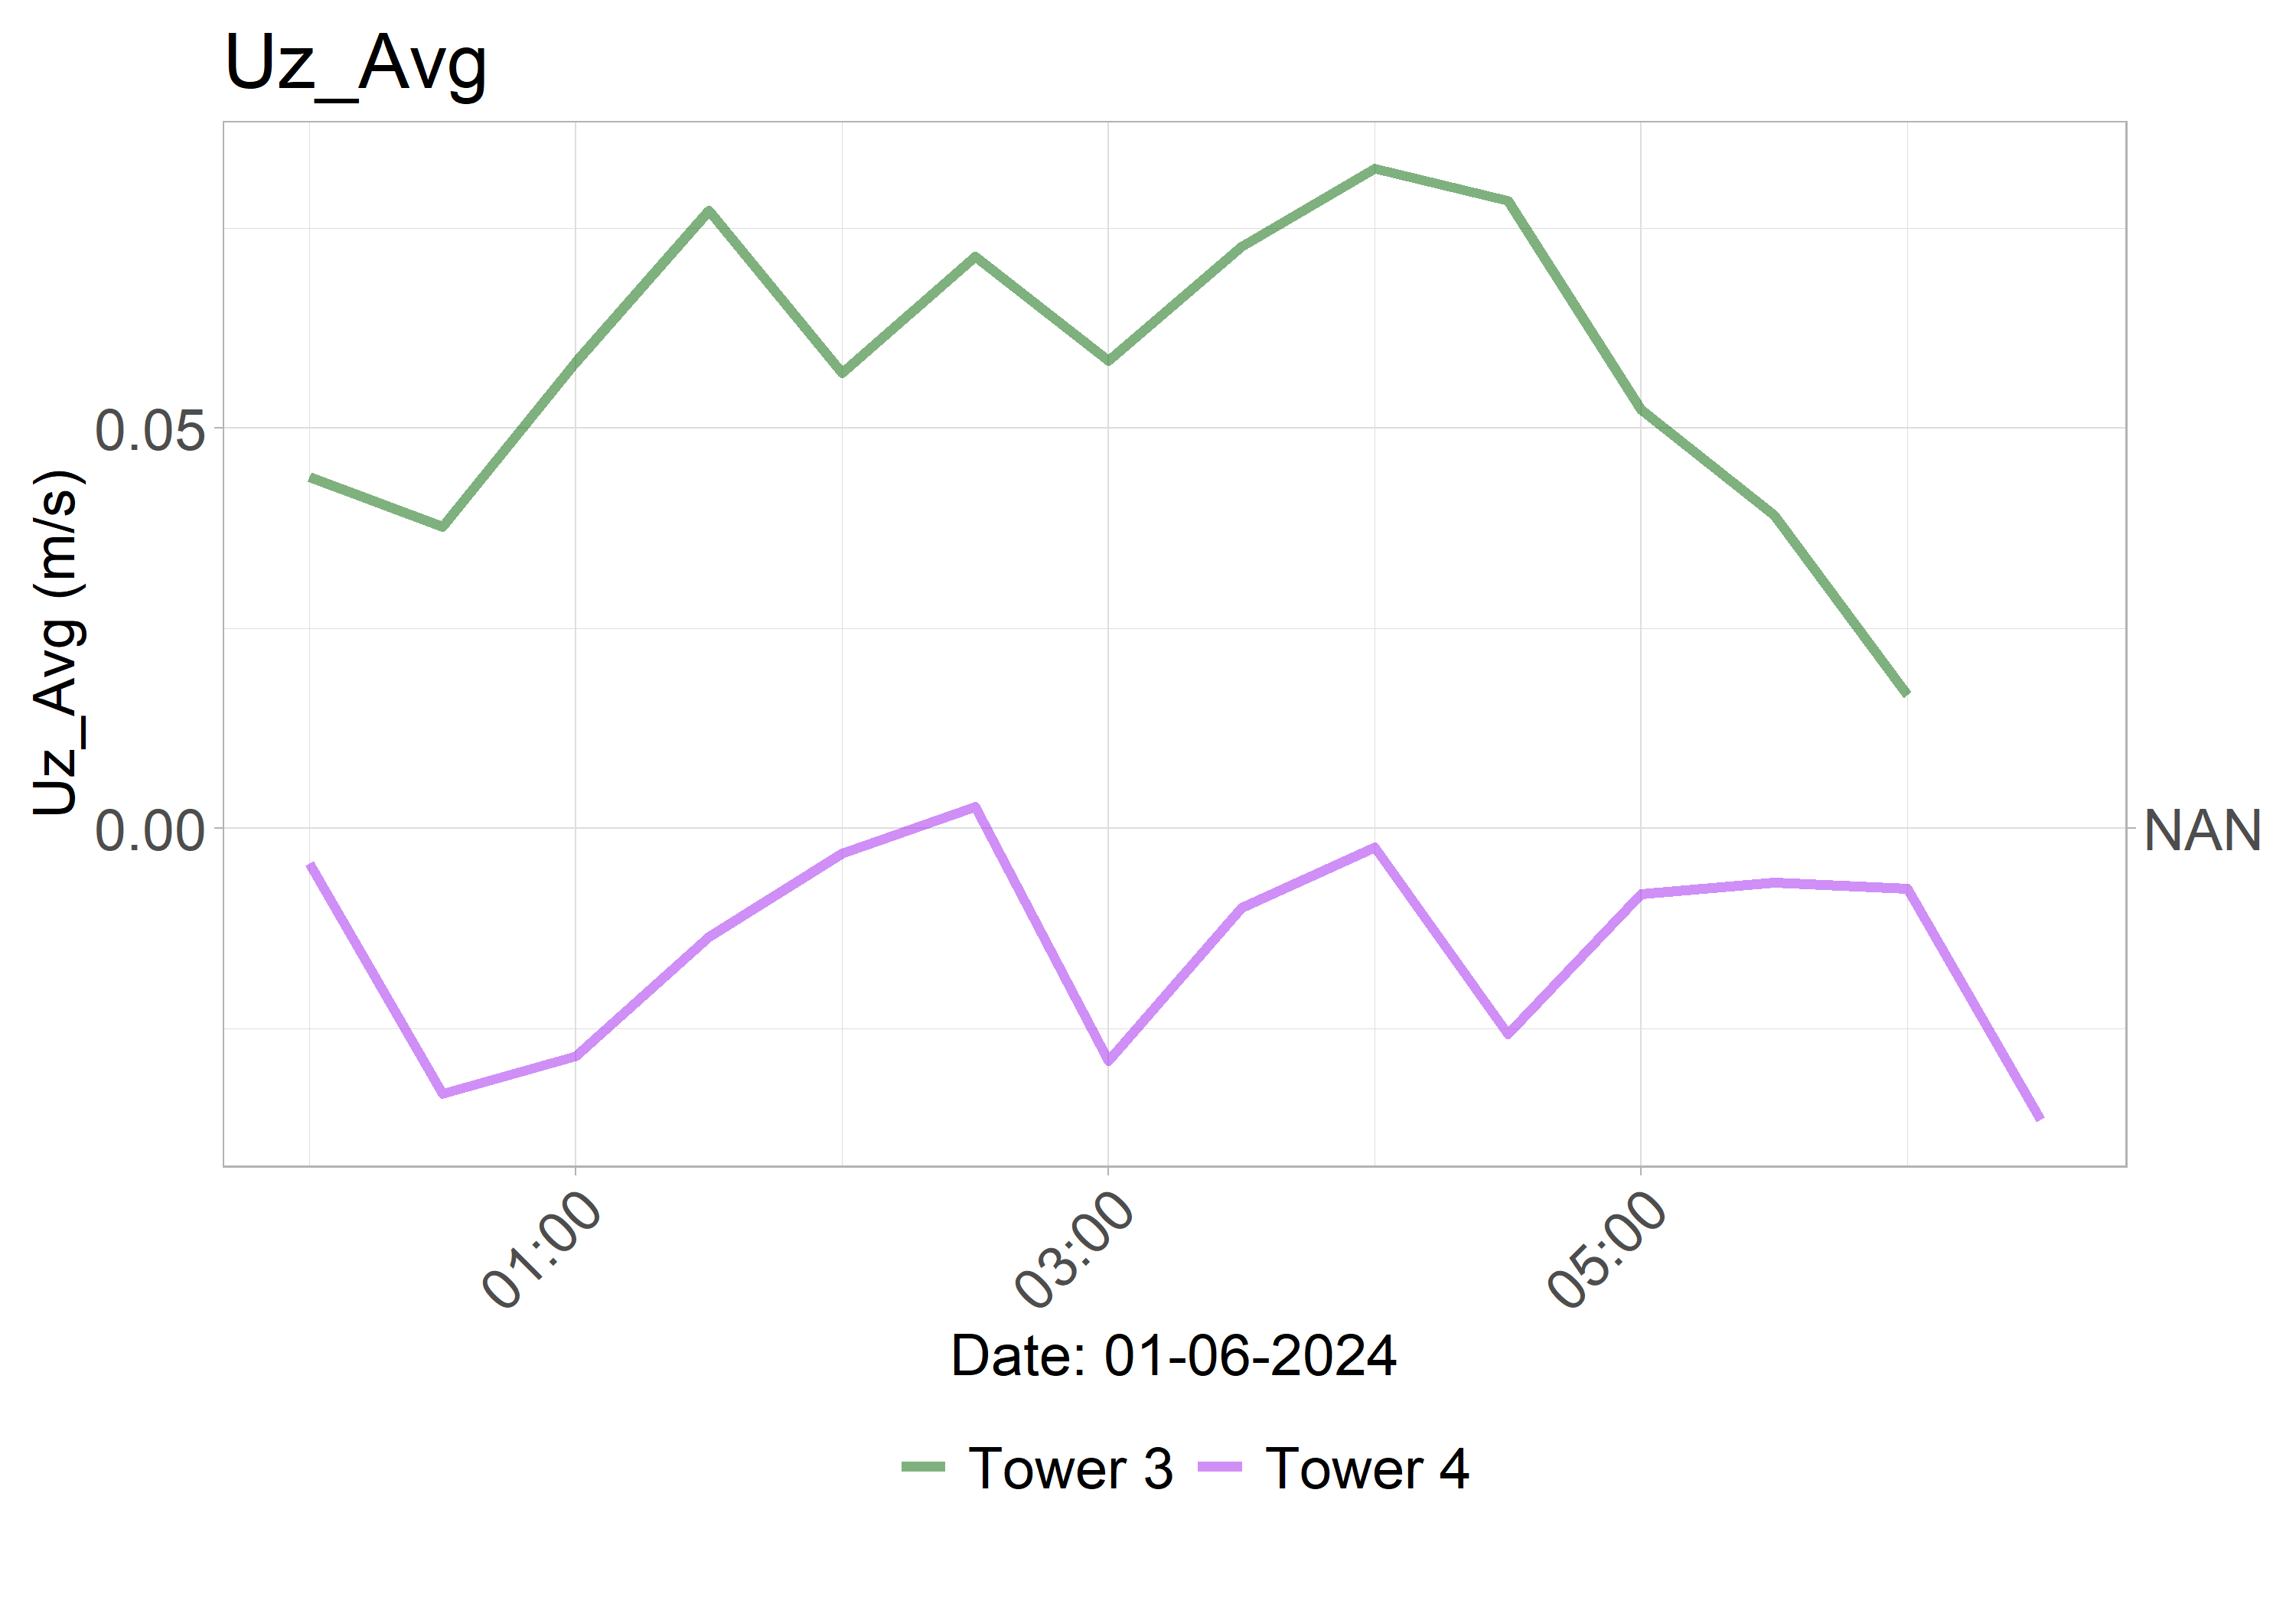 Uz_Avg
Uz_Avg (m/s)
0.05
0.00
NAN
01:00
03:00
05:00
Date: 01-06-2024
Tower 3
Tower 4